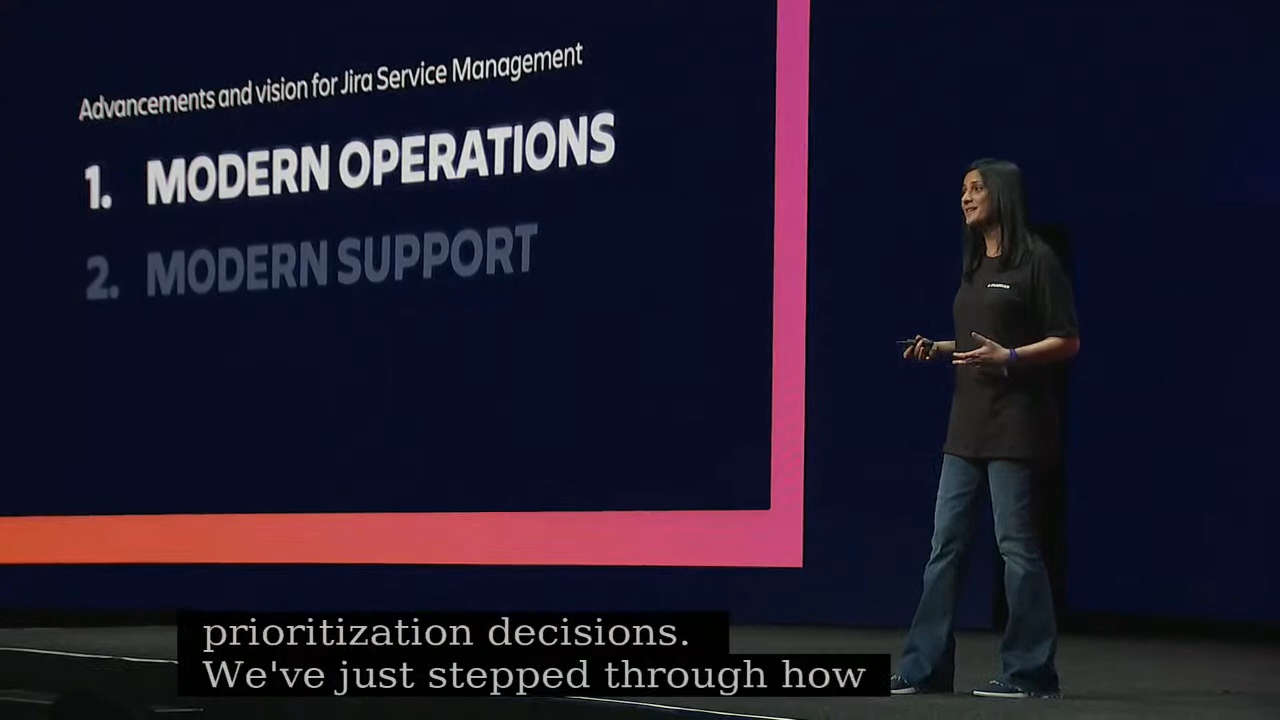 Advancements and vision for Jira Service Management
1. MODERN OPERATIONS
2. MODERN SUPPORT
prioritization decisions.
We've just stepped through how